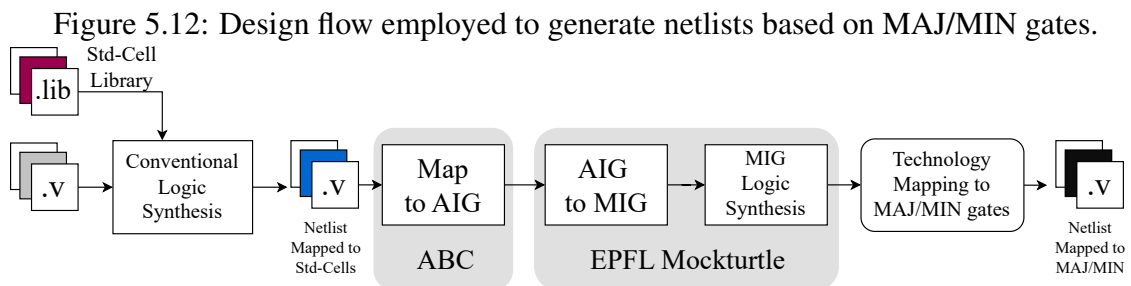 Figure 5.12: Design flow employed to generate netlists based on MAJ/MIN gates.
Std-Cell
Library
.lib
.v
Conventional
Logic
Synthesis
.v
Netlist
Mapped to
Std-Cells
Map
to AIG
ABC
AIG
to MIG
MIG
Logic
Synthesis
EPFL Mockturtle
Technology
Mapping to
MAJ/MIN gates
.v
Netlist
Mapped to
MAJ/MIN